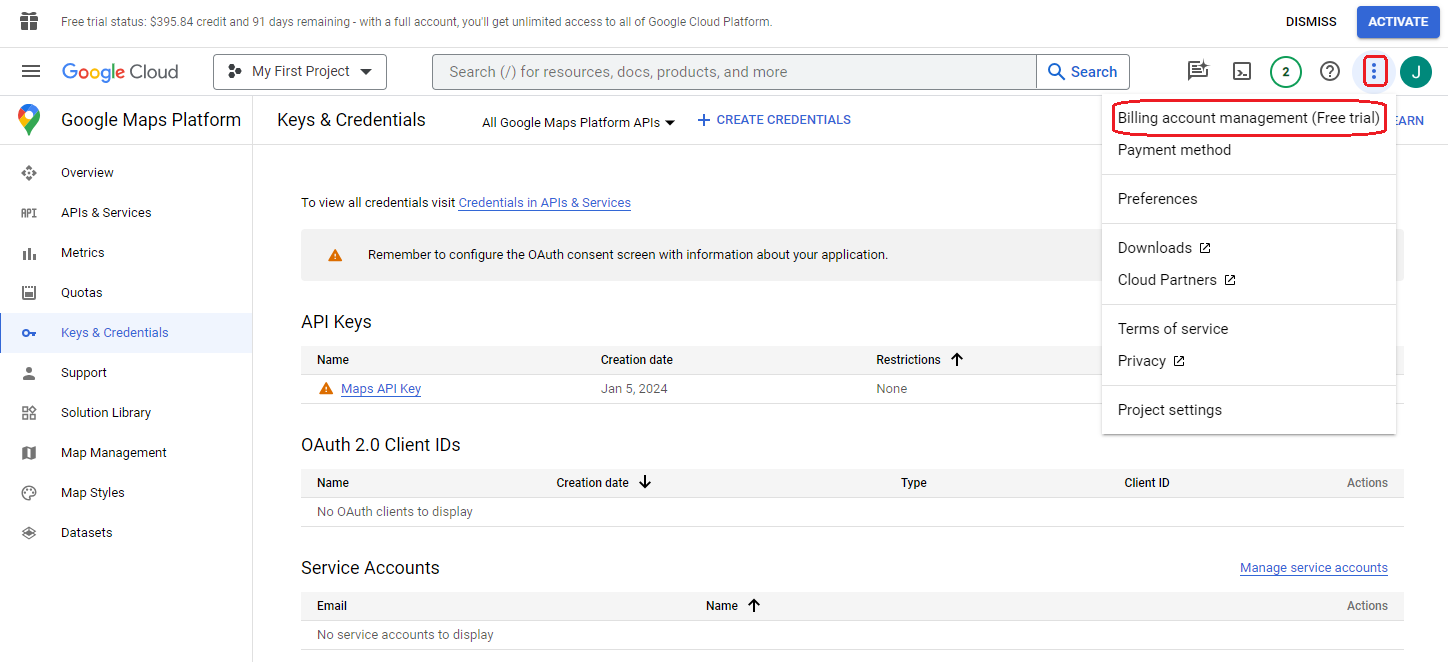 Free trial status: $395.84 credit and 91 days remaining - with a full account, you'll get unlimited access to all of Google Cloud Platform.
DISMISS
ACTIVATE
Google Cloud
My First Project
Search (/) for resources, docs, products, and more
Search
2
J
Google Maps Platform
Keys & Credentials
All Google Maps Platform APIs
CREATE CREDENTIALS
EARN
Billing account management (Free trial)
Payment method
Preferences
Downloads
Cloud Partners
Terms of service
Privacy
Project settings
Overview
API APIs & Services
Metrics
Quotas
Keys & Credentials
Support
Solution Library
Map Management
Map Styles
Datasets
To view all credentials visit Credentials in APIs & Services
Remember to configure the OAuth consent screen with information about your application.
API Keys
Name Creation date Restrictions
Maps API Key Jan 5, 2024 None
OAuth 2.0 Client IDs
Name Creation date Type Client ID Actions
No OAuth clients to display
Service Accounts
Manage service accounts
Email Name Actions
No service accounts to display